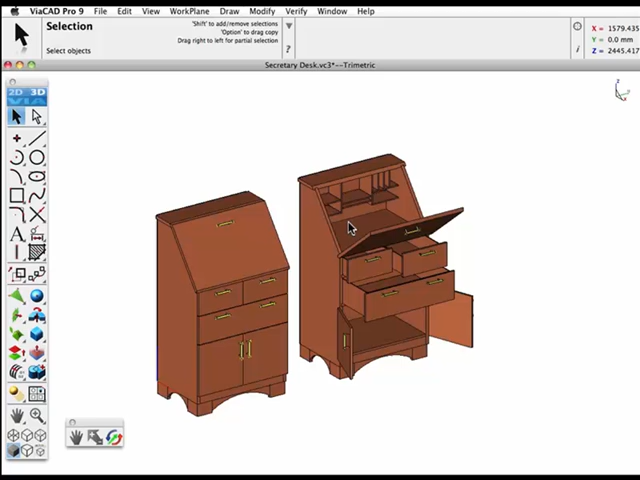 ViaCAD Pro 9 File Edit View WorkPlane Draw Modify Verify Window Help
Selection
Select objects
'Shift' to add/remove selections
'Option' to drag copy
Drag right to left for partial selection
?
X = 1579.435
Y = 0.0 mm
Z = 2445.417
Secretary Desk.vc3*--Trimetric
2D 3D
VIA
A